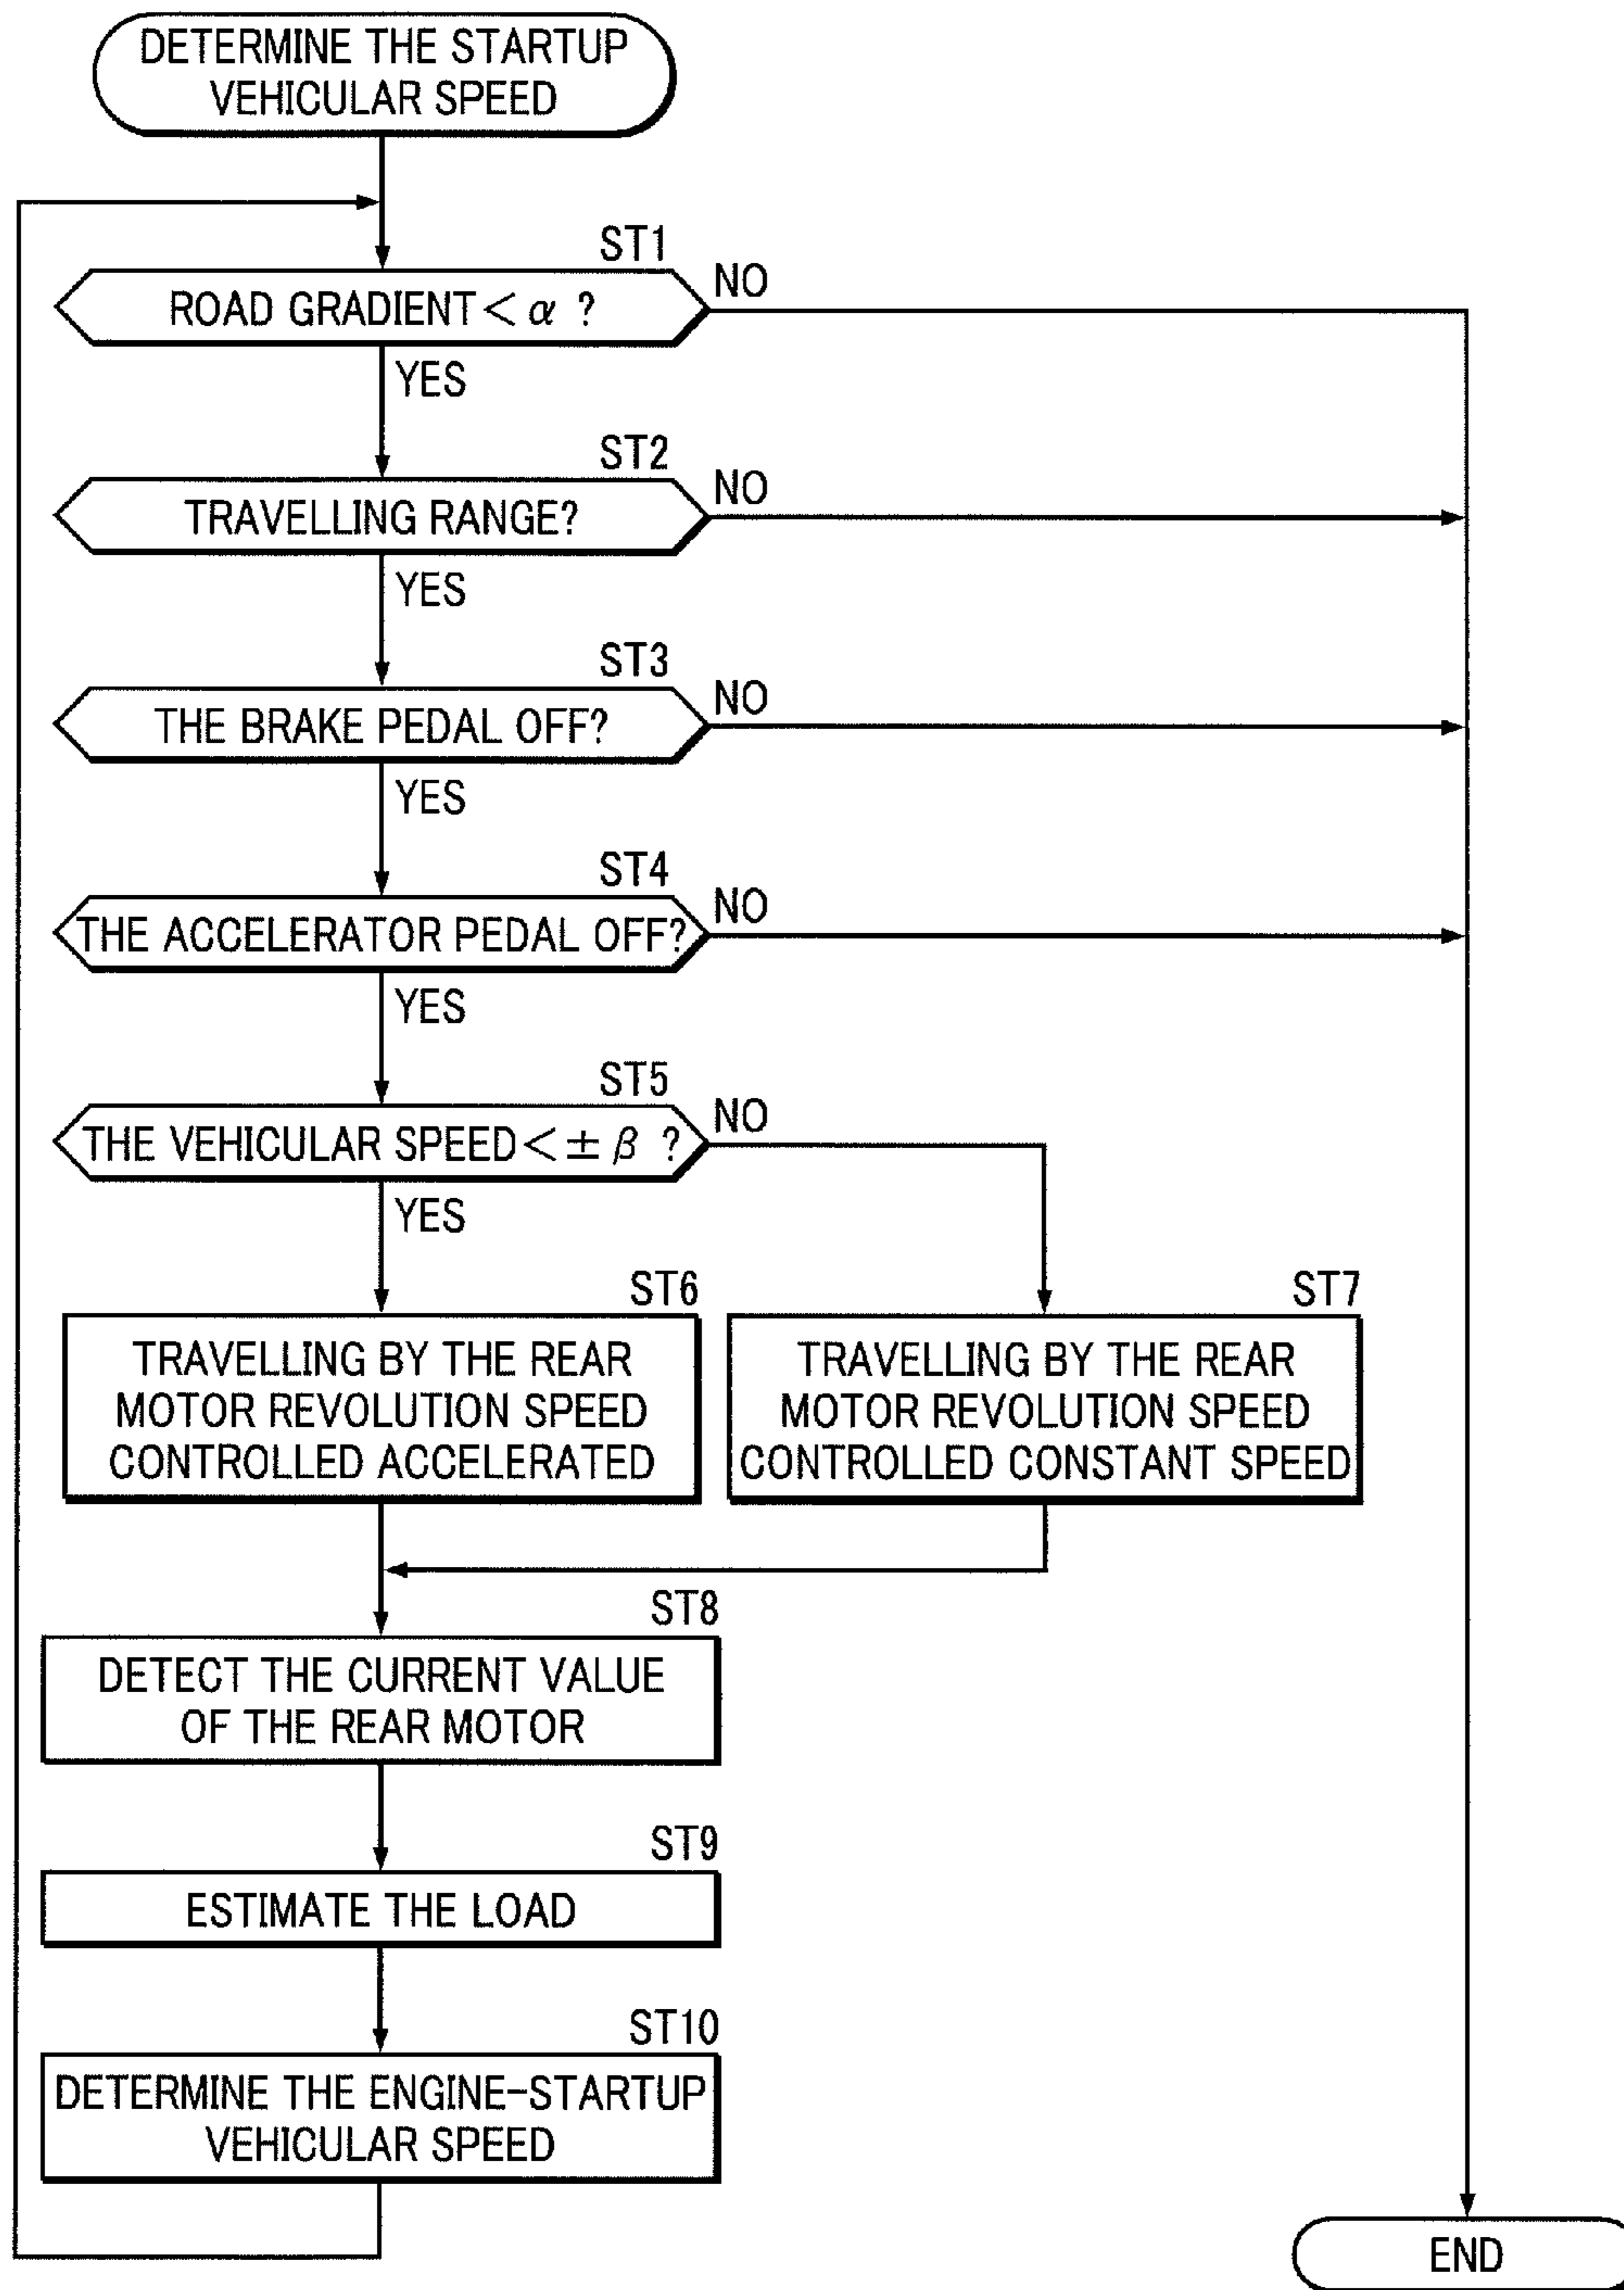 DETERMINE THE STARTUP
VEHICULAR SPEED
ST1
ROAD GRADIENT < α ?
NO
YES
ST2
TRAVELLING RANGE?
NO
YES
ST3
THE BRAKE PEDAL OFF?
NO
YES
ST4
THE ACCELERATOR PEDAL OFF?
NO
YES
ST5
THE VEHICULAR SPEED < ± β ?
NO
YES
ST6
TRAVELLING BY THE REAR
MOTOR REVOLUTION SPEED
CONTROLLED ACCELERATED
ST7
TRAVELLING BY THE REAR
MOTOR REVOLUTION SPEED
CONTROLLED CONSTANT SPEED
ST8
DETECT THE CURRENT VALUE
OF THE REAR MOTOR
ST9
ESTIMATE THE LOAD
ST10
DETERMINE THE ENGINE-STARTUP
VEHICULAR SPEED
END